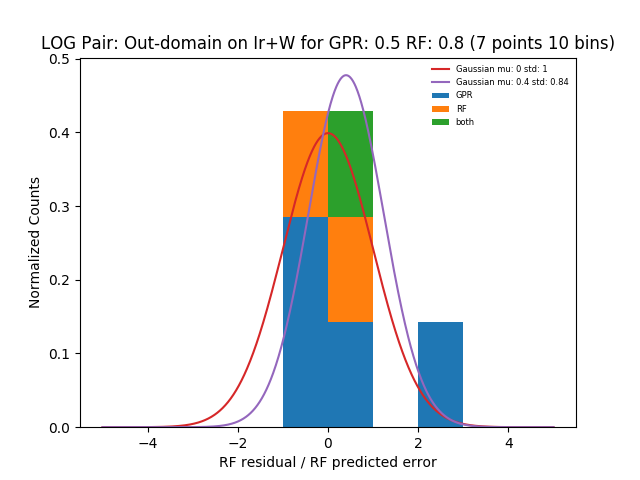 LOG Pair: Out-domain on Ir+W for GPR: 0.5 RF: 0.8 (7 points 10 bins)
Gaussian mu: 0 std: 1
Gaussian mu: 0.4 std: 0.84
GPR
RF
both
Normalized Counts
0.5
0.4
0.3
0.2
0.1
0.0
−4 −2 0 2 4
RF residual / RF predicted error